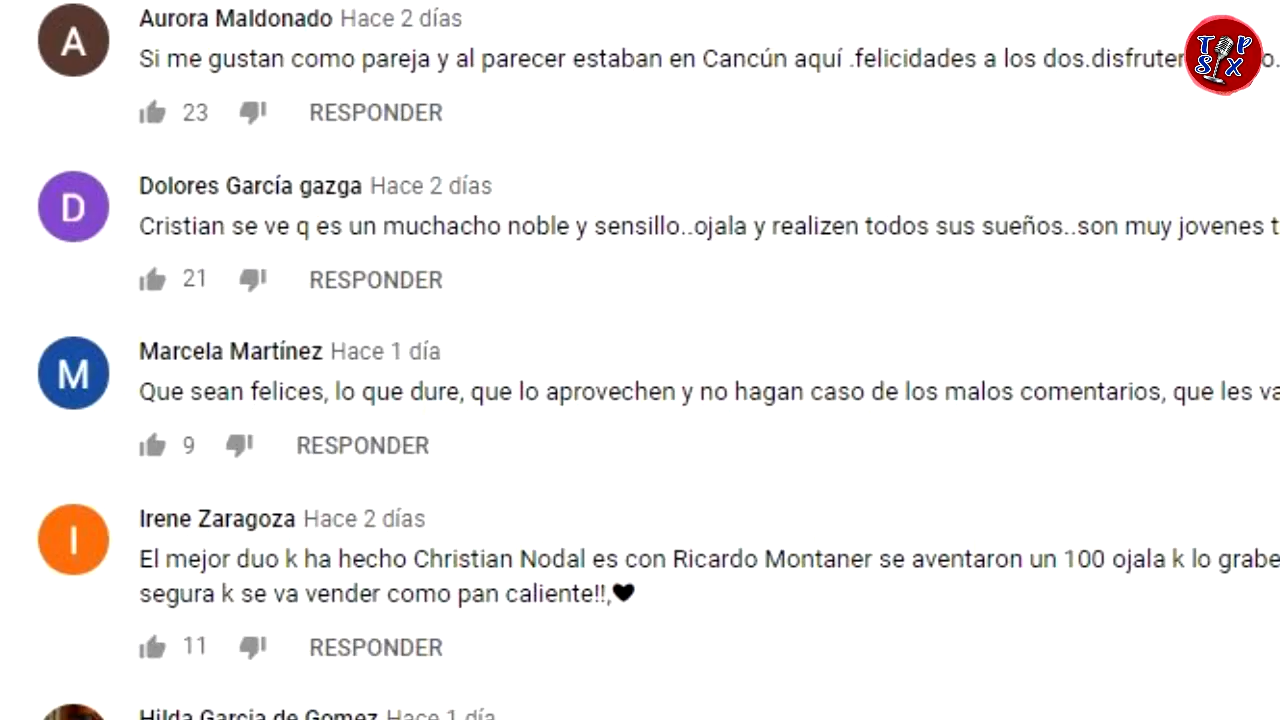 A
Aurora Maldonado Hace 2 días
Si me gustan como pareja y al parecer estaban en Cancún aquí .felicidades a los dos.disfruten
TOP
SIX
23 RESPONDER
D
Dolores García gazga Hace 2 días
Cristian se ve q es un muchacho noble y sensillo..ojala y realizen todos sus sueños..son muy jovenes t
21 RESPONDER
M
Marcela Martínez Hace 1 día
Que sean felices, lo que dure, que lo aprovechen y no hagan caso de los malos comentarios, que les va
9 RESPONDER
I
Irene Zaragoza Hace 2 días
El mejor duo k ha hecho Christian Nodal es con Ricardo Montaner se aventaron un 100 ojala k lo grabe
segura k se va vender como pan caliente!!,🖤
11 RESPONDER
Hilda Garcia de Gomez Hace 1 día